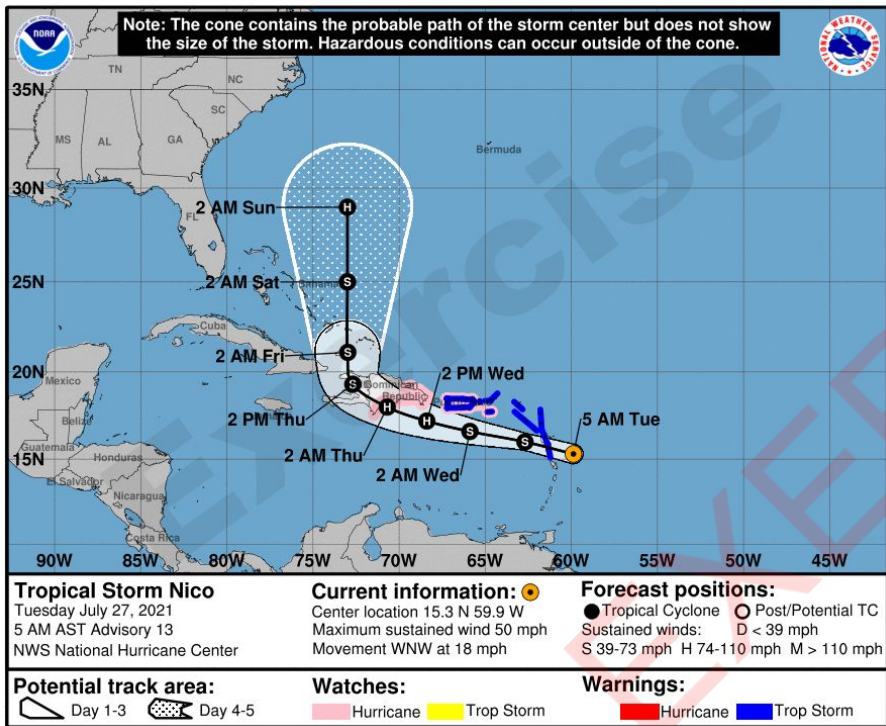 Note: The cone contains the probable path of the storm center but does not show
the size of the storm. Hazardous conditions can occur outside of the cone.
NOAA
NATIONAL WEATHER SERVICE
TN
NC
35N
SC
MS
AL
GA
Bermuda
30N
2 AM Sun
H
FL
Exercise
2 AM Sat
S
25N
Cuba
2 AM Fri
S
20N
Mexico
Dominican
Republic
2 PM Wed
2 PM Thu
S
H
H
5 AM Tue
Belize
2 AM Thu
S
S
Guatemala
Honduras
2 AM Wed
15N
El Salvador
Nicaragua
Costa Rica
EXER
90W
85W
80W
75W
70W
65W
60W
55W
50W
45W
Tropical Storm Nico
Tuesday July 27, 2021
5 AM AST Advisory 13
NWS National Hurricane Center
Current information:
Center location 15.3 N 59.9 W
Maximum sustained wind 50 mph
Movement WNW at 18 mph
Forecast positions:
Tropical Cyclone Post/Potential TC
Sustained winds: D < 39 mph
S 39-73 mph H 74-110 mph M > 110 mph
Potential track area:
Day 1-3 Day 4-5
Watches:
Hurricane Trop Storm
Warnings:
Hurricane Trop Storm